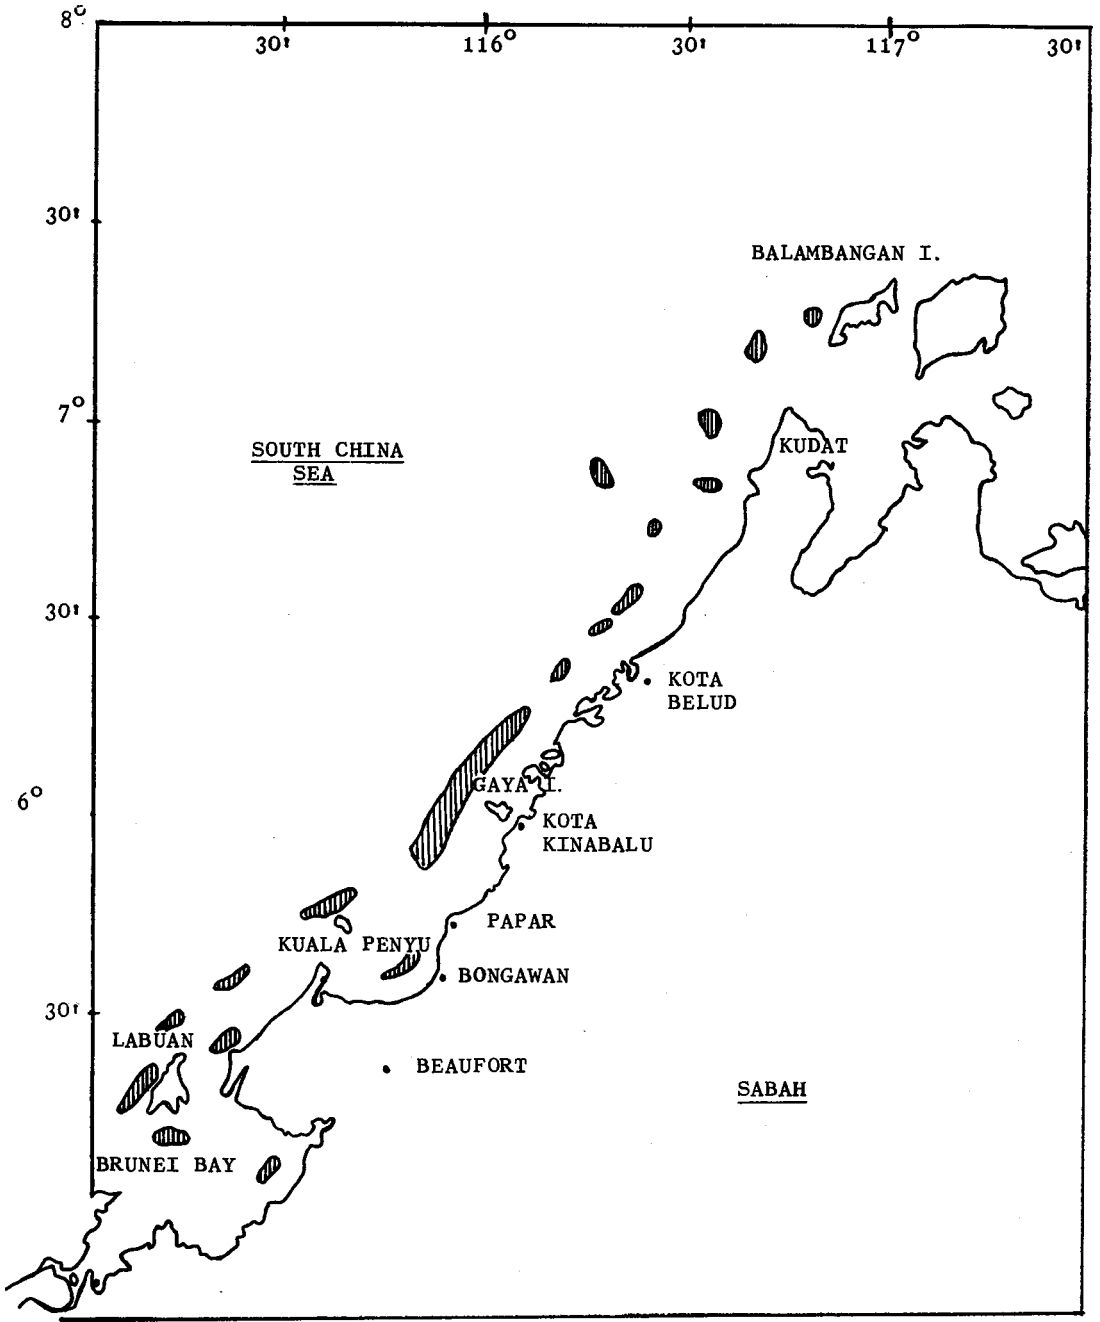 8°
30' 116° 30' 117° 30'
30'
BALAMBANGAN I.
7°
KUDAT
SOUTH CHINA
SEA
30'
KOTA
BELUD
GAYA I.
6°
KOTA
KINABALU
PAPAR
KUALA PENYU
BONGAWAN
30'
LABUAN
BEAUFORT
SABAH
BRUNEI BAY